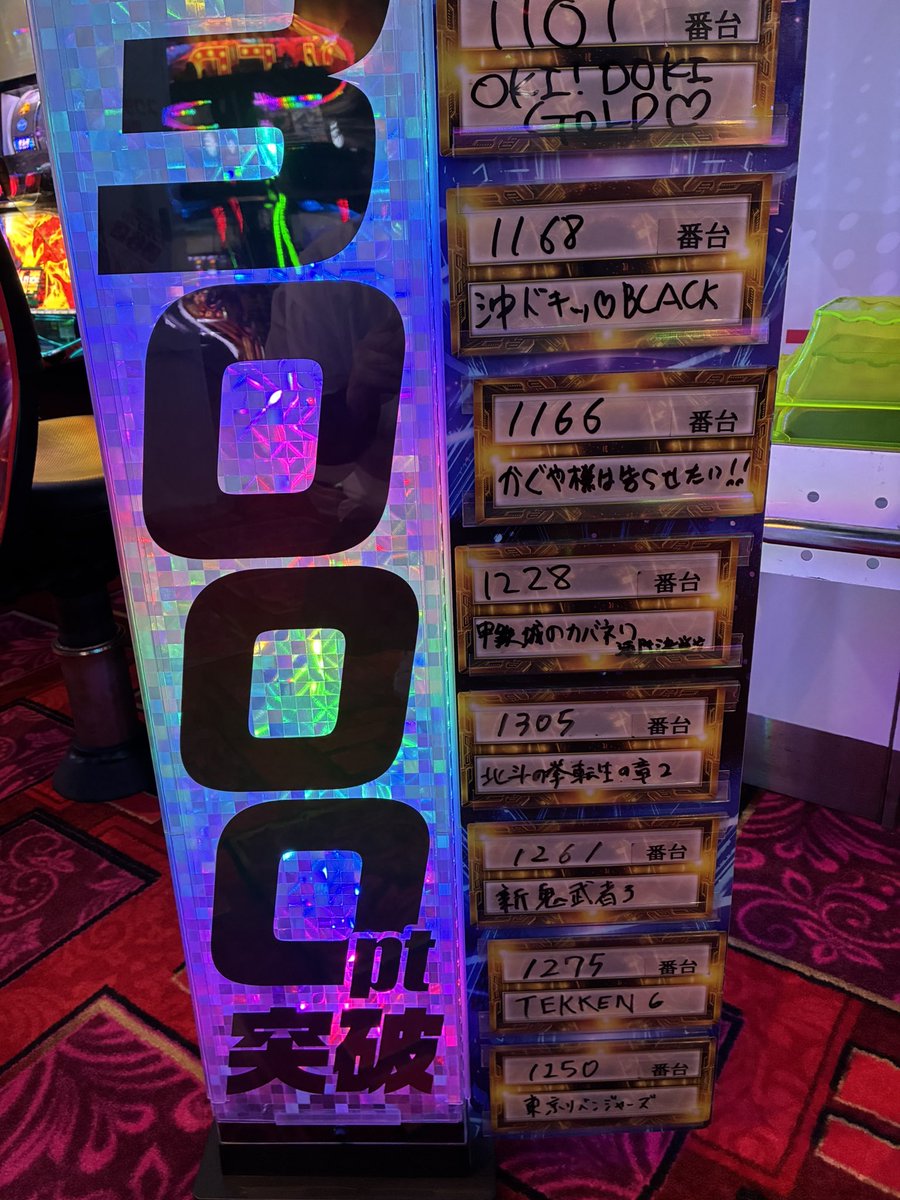 3000pt
突破
1101 番台
OKI! DOKI
GOLD♡
1168 番台
沖ドキッ♡BLACK
1166 番台
かぐや様は告らせたい!!
1228 番台
甲鉄城のカバネリ
1305 番台
北斗の拳転生の章2
1261 番台
新鬼武者3
1275 番台
TEKKEN 6
1250 番台
東京リベンジャーズ